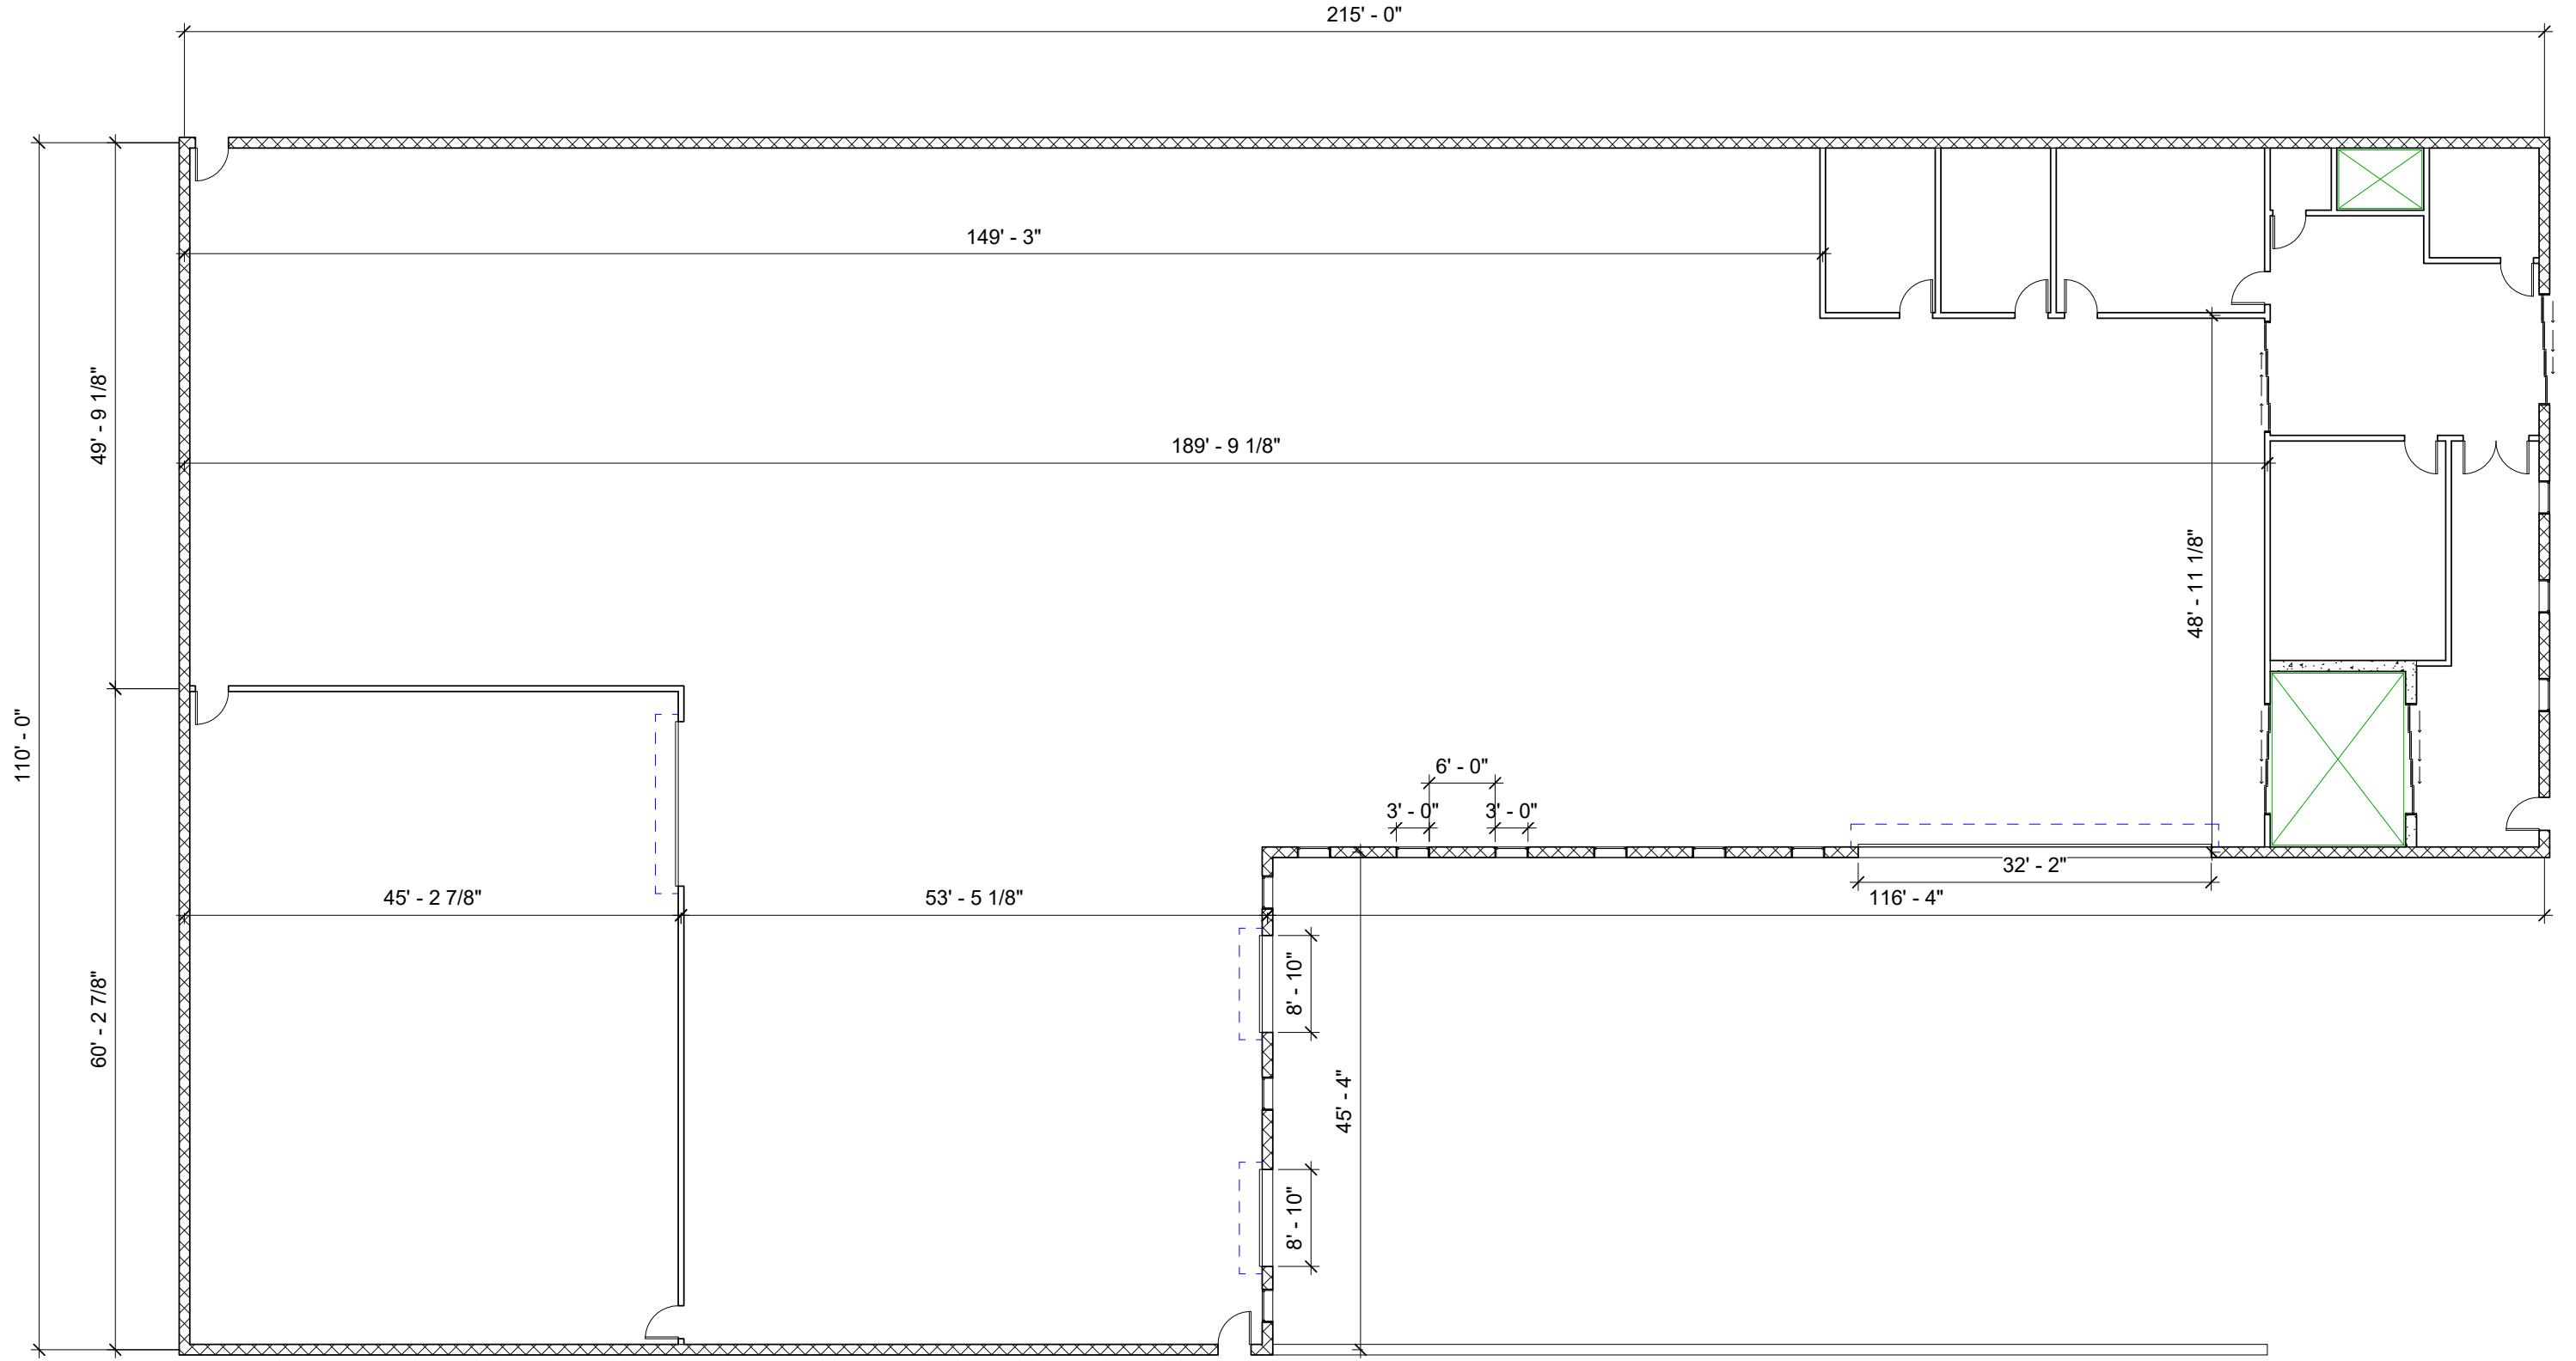 215' - 0"
149' - 3"
49' - 9 1/8"
189' - 9 1/8"
48' - 11 1/8"
110' - 0"
6' - 0"
3' - 0"
3' - 0"
32' - 2"
45' - 2 7/8"
53' - 5 1/8"
116' - 4"
8' - 10"
60' - 2 7/8"
45' - 4"
8' - 10"